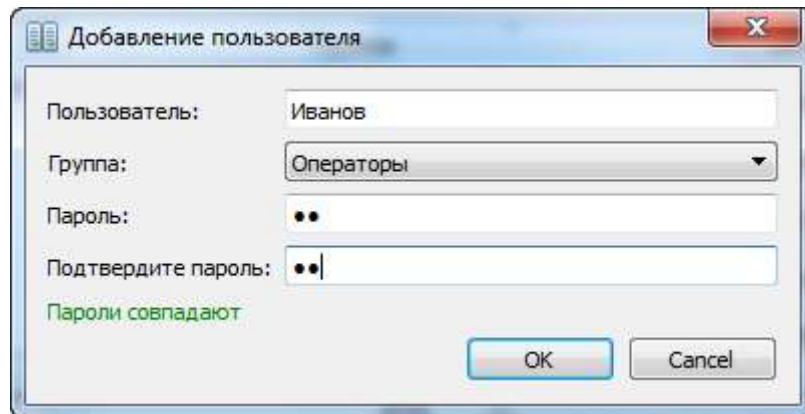 Добавление пользователя
Пользователь: Иванов
Группа: Операторы
Пароль: ●●
Подтвердите пароль: ●●
Пароли совпадают
OK Cancel